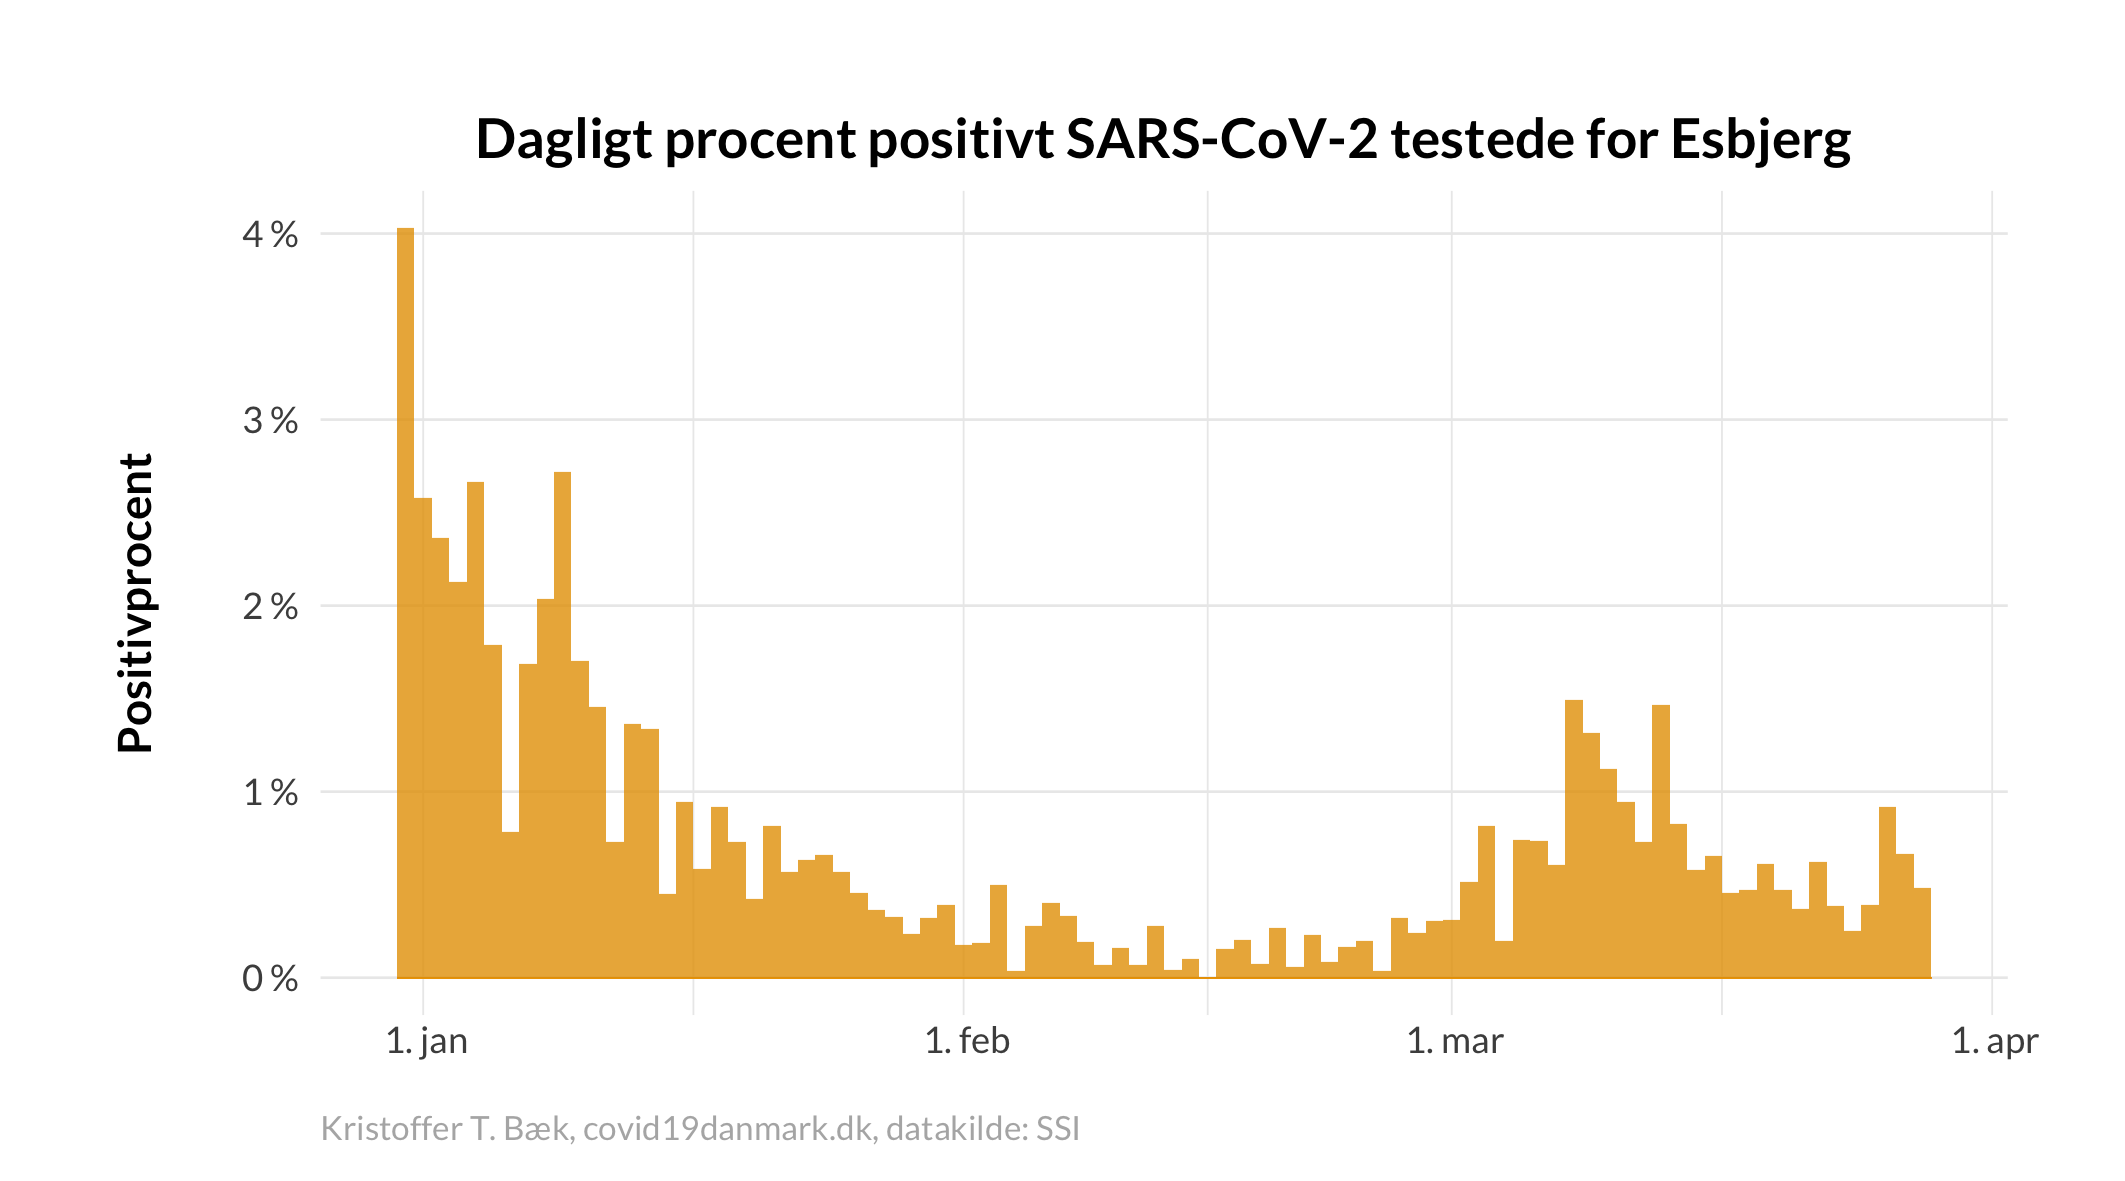 Dagligt procent positivt SARS-CoV-2 testede for Esbjerg
Positivprocent
4 %
3 %
2 %
1 %
0 %
1. jan
1. feb
1. mar
1. apr
Kristoffer T. Bæk, covid19danmark.dk, datakilde: SSI